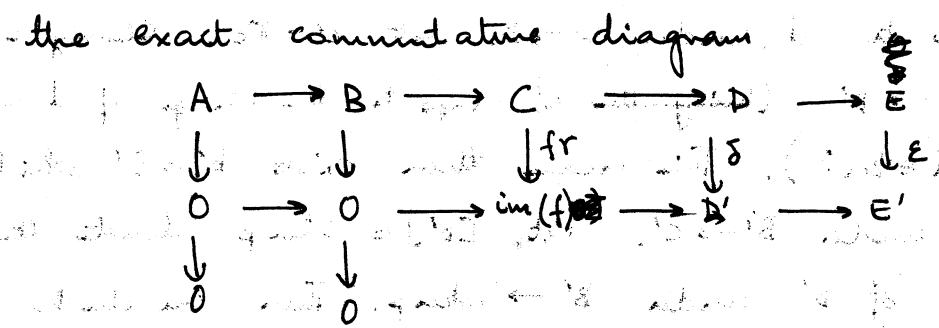 the exact commutative diagram
A → B → C → D → E
↓ ↓ ↓ fr ↓ δ ↓ ε
0 → 0 → im(f) → D' → E'
↓ ↓
0 0